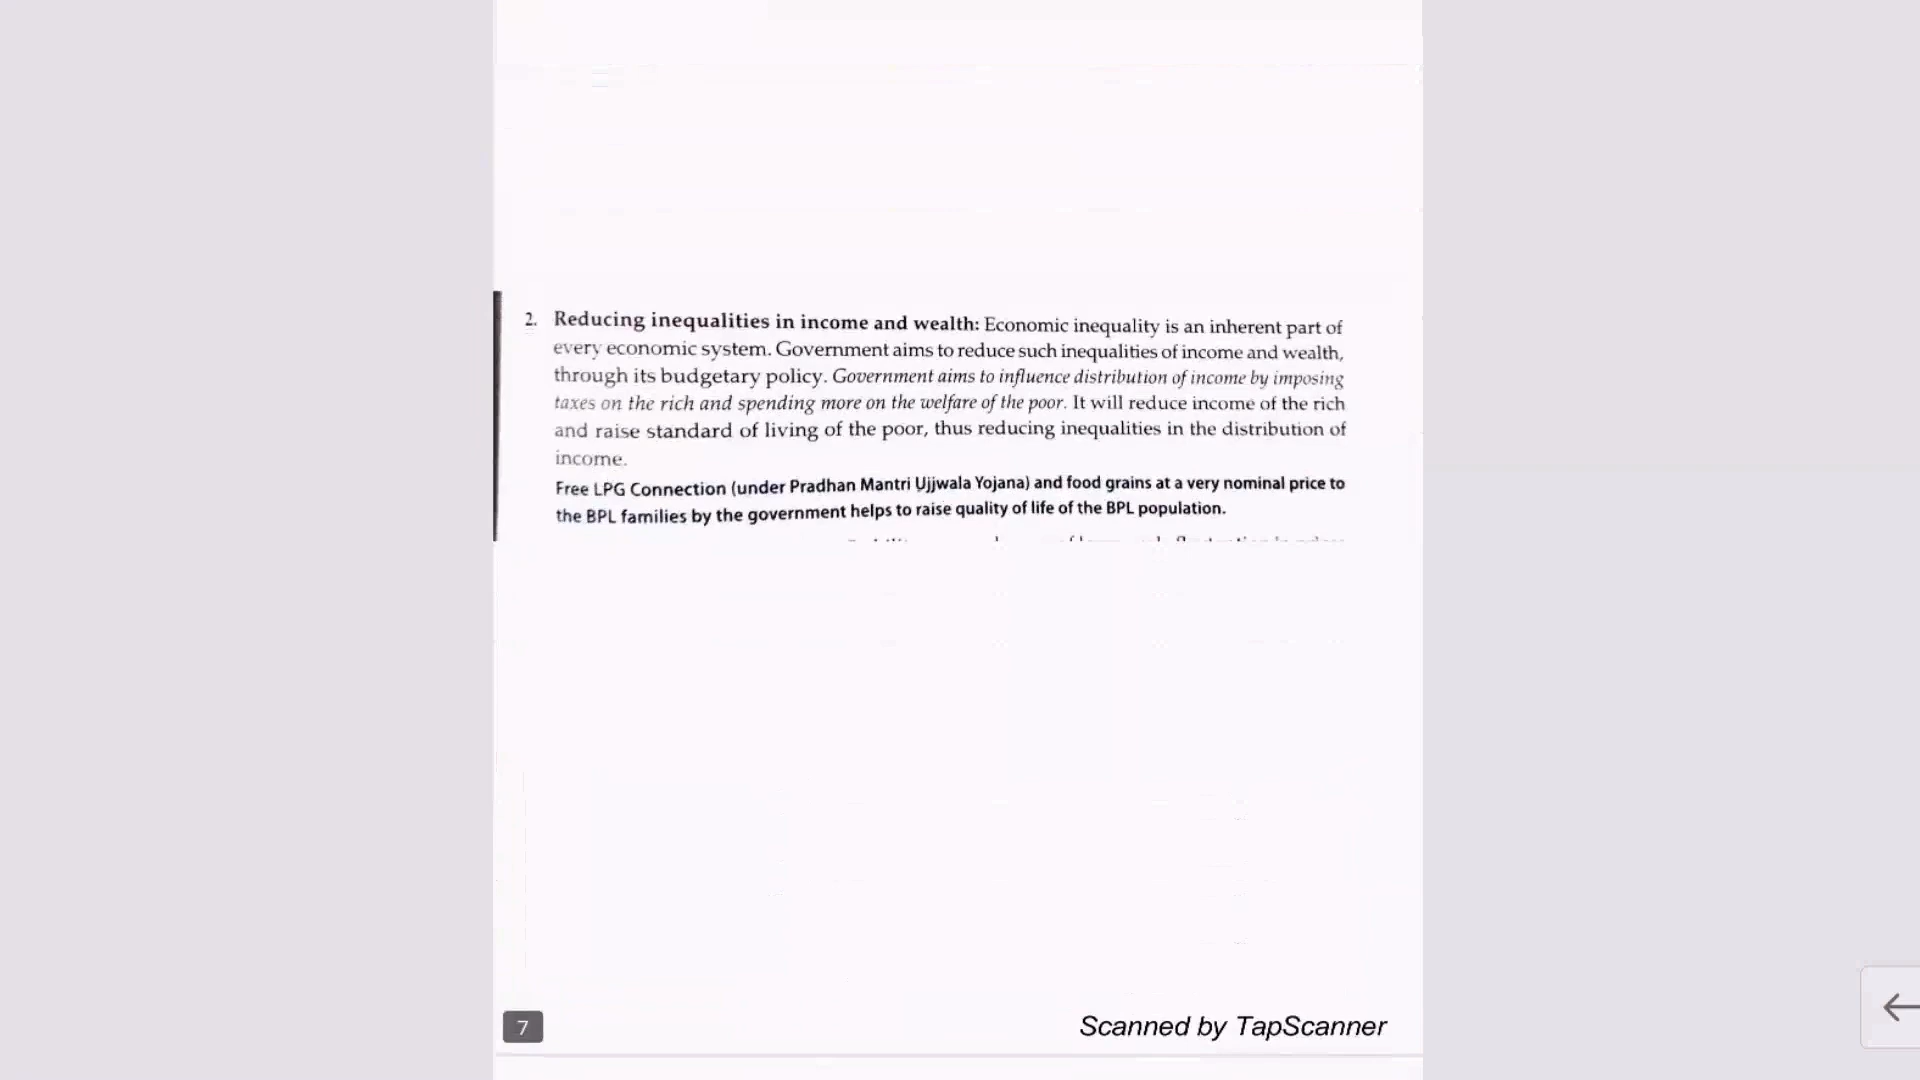 2. Reducing inequalities in income and wealth: Economic inequality is an inherent part of
every economic system. Government aims to reduce such inequalities of income and wealth,
through its budgetary policy. Government aims to influence distribution of income by imposing
taxes on the rich and spending more on the welfare of the poor. It will reduce income of the rich
and raise standard of living of the poor, thus reducing inequalities in the distribution of
income.
Free LPG Connection (under Pradhan Mantri Ujjwala Yojana) and food grains at a very nominal price to
the BPL families by the government helps to raise quality of life of the BPL population.
7
Scanned by TapScanner